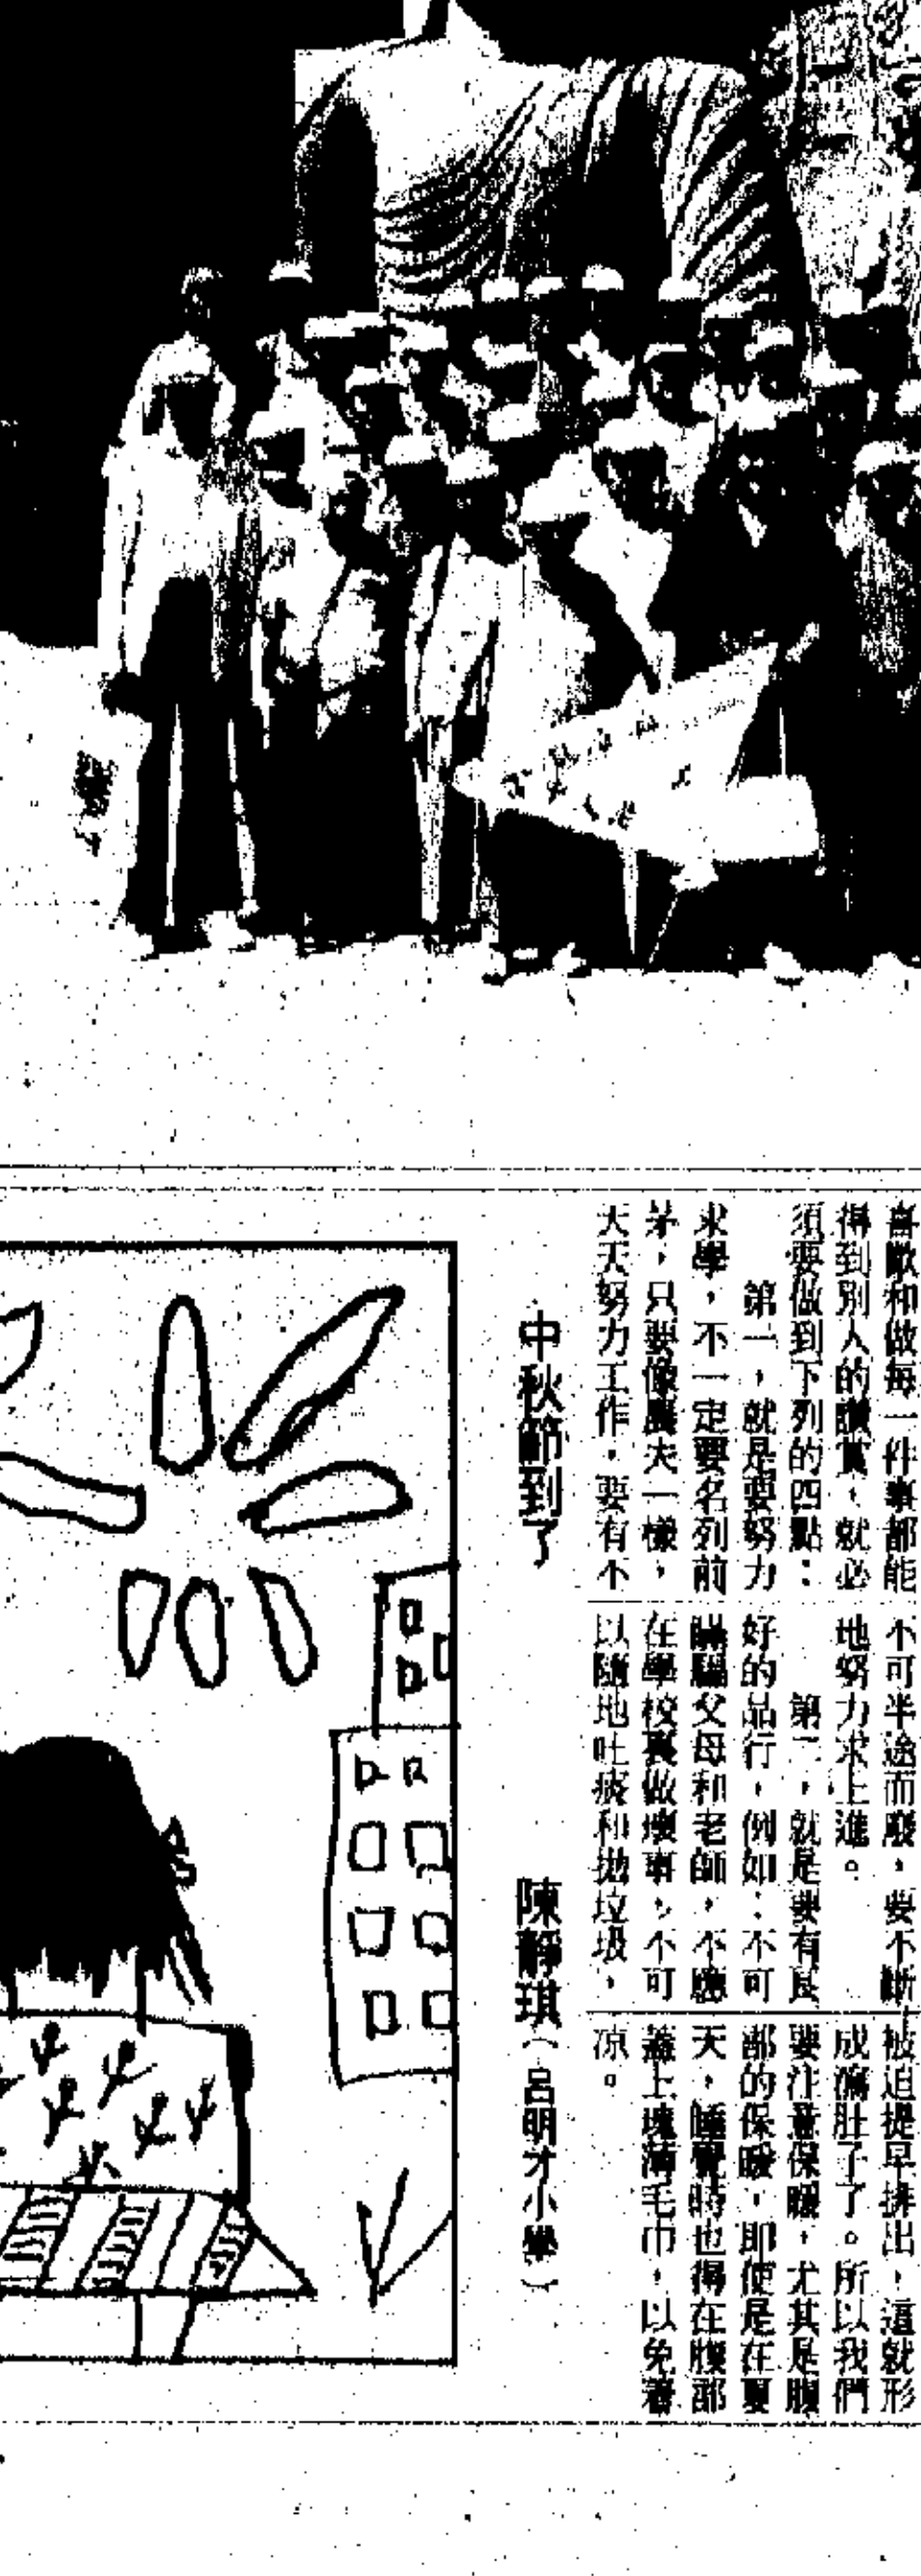 喜歡和做每一件事都能
得到別人的讚賞，就必
須要做到下列的四點：
第一，就是要努力
求學，不一定要名列前
茅，只要像農夫一樣，
天天努力工作，要有不
不可半途而廢，要不斷
地努力求上進。
第二，就是要有良
好的品行，例如：不可
瞞騙父母和老師，不應
在學校裏做壞事，不可
以隨地吐痰和拋垃圾，
被迫提早排出，這就形
成瀉肚子了。所以我們
要注意保暖，尤其是腹
部的保暖，即使是在夏
天，睡覺時也得在腹部
蓋上塊薄毛巾，以免着
凉。
中秋節到了
陳靜琪（呂明才小學）